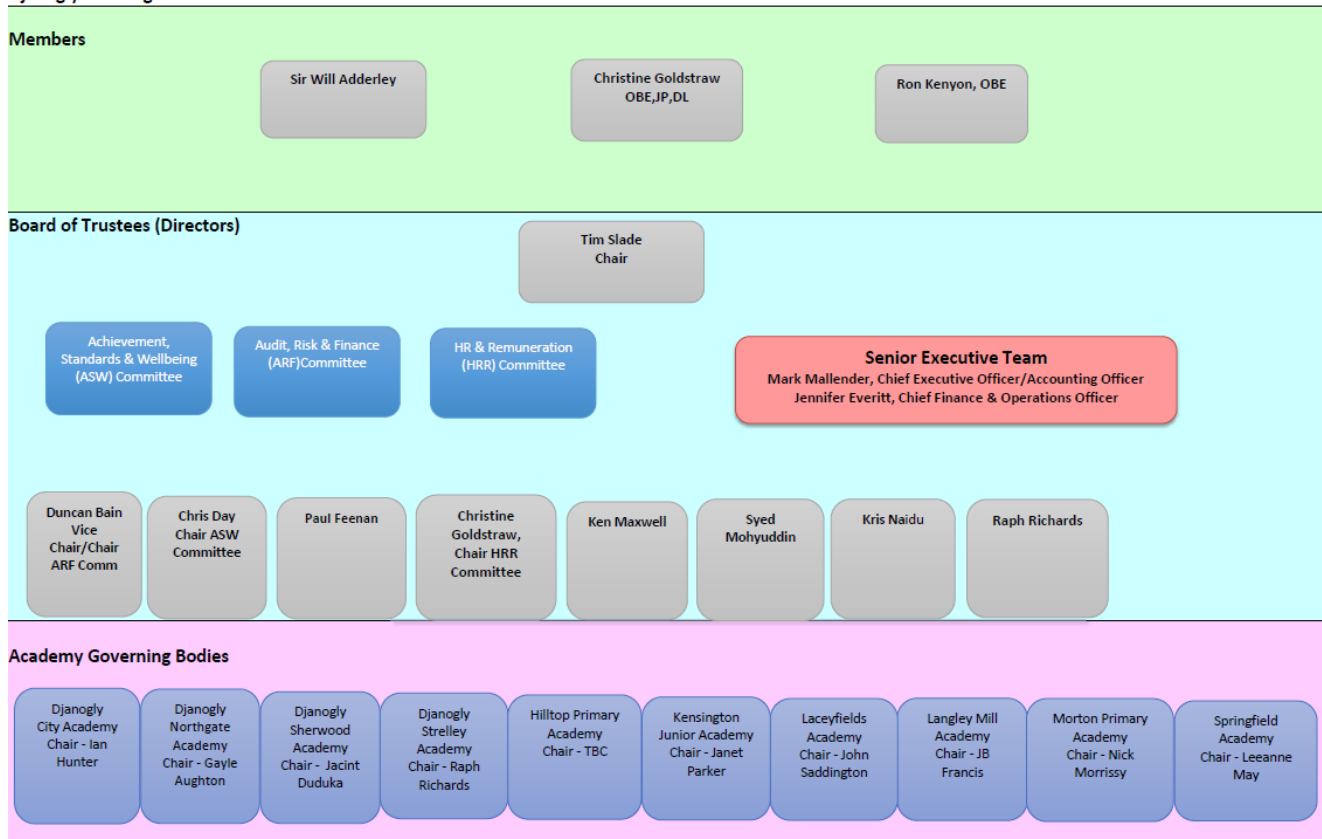 Members
Sir Will Adderley
Christine Goldstraw
OBE,JP,DL
Ron Kenyon, OBE
Board of Trustees (Directors)
Tim Slade
Chair
Achievement,
Standards & Wellbeing
(ASW) Committee
Audit, Risk & Finance
(ARF)Committee
HR & Remuneration
(HRR) Committee
Senior Executive Team
Mark Mallender, Chief Executive Officer/Accounting Officer
Jennifer Everitt, Chief Finance & Operations Officer
Duncan Bain
Vice
Chair/Chair
ARF Comm
Chris Day
Chair ASW
Committee
Paul Feenan
Christine
Goldstraw,
Chair HRR
Committee
Ken Maxwell
Syed
Mohyuddin
Kris Naidu
Raph Richards
Academy Governing Bodies
Djanogly
City Academy
Chair - Ian
Hunter
Djanogly
Northgate
Academy
Chair - Gayle
Aughton
Djanogly
Sherwood
Academy
Chair - Jacint
Duduka
Djanogly
Strelley
Academy
Chair - Raph
Richards
Hilltop Primary
Academy
Chair - TBC
Kensington
Junior Academy
Chair - Janet
Parker
Laceyfields
Academy
Chair - John
Saddington
Langley Mill
Academy
Chair - JB
Francis
Morton Primary
Academy
Chair - Nick
Morrissy
Springfield
Academy
Chair - Leeanne
May